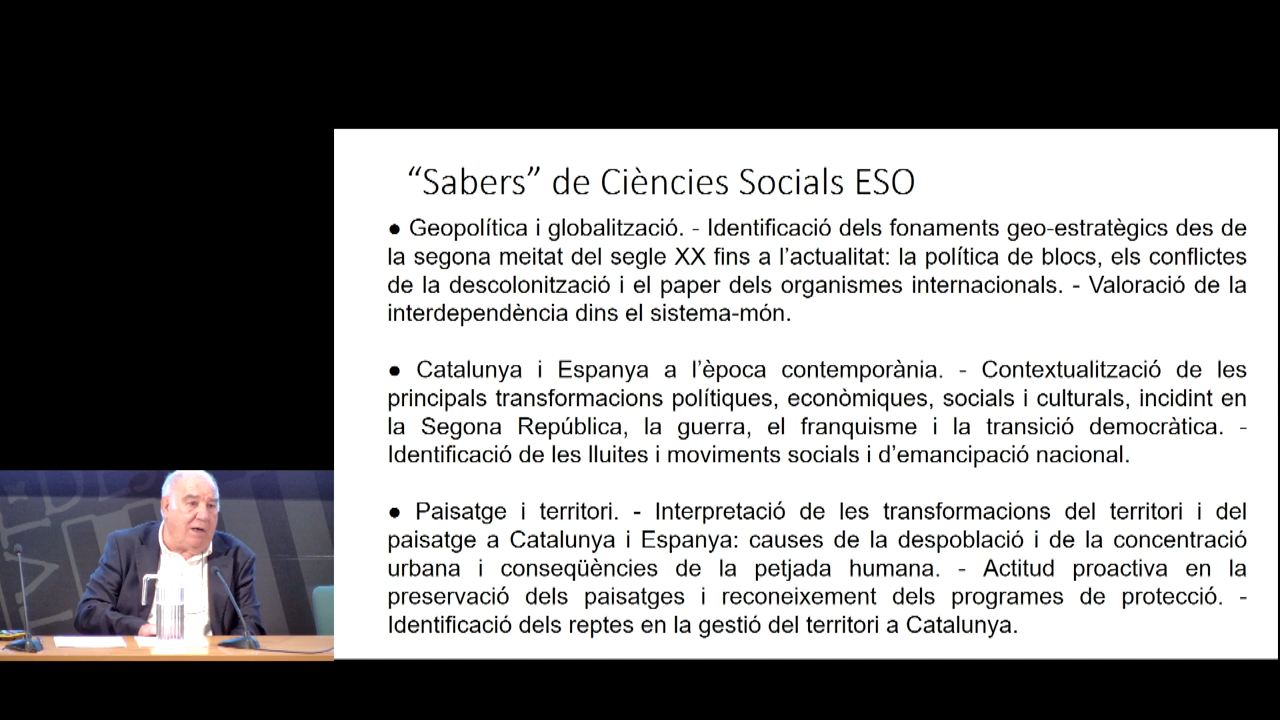 “Sabers” de Ciències Socials ESO
● Geopolítica i globalització. - Identificació dels fonaments geo-estratègics des de
la segona meitat del segle XX fins a l’actualitat: la política de blocs, els conflictes
de la descolonització i el paper dels organismes internacionals. - Valoració de la
interdependència dins el sistema-món.
● Catalunya i Espanya a l’època contemporània. - Contextualització de les
principals transformacions polítiques, econòmiques, socials i culturals, incidint en
la Segona República, la guerra, el franquisme i la transició democràtica. -
Identificació de les lluites i moviments socials i d’emancipació nacional.
● Paisatge i territori. - Interpretació de les transformacions del territori i del
paisatge a Catalunya i Espanya: causes de la despoblació i de la concentració
urbana i conseqüències de la petjada humana. - Actitud proactiva en la
preservació dels paisatges i reconeixement dels programes de protecció. -
Identificació dels reptes en la gestió del territori a Catalunya.